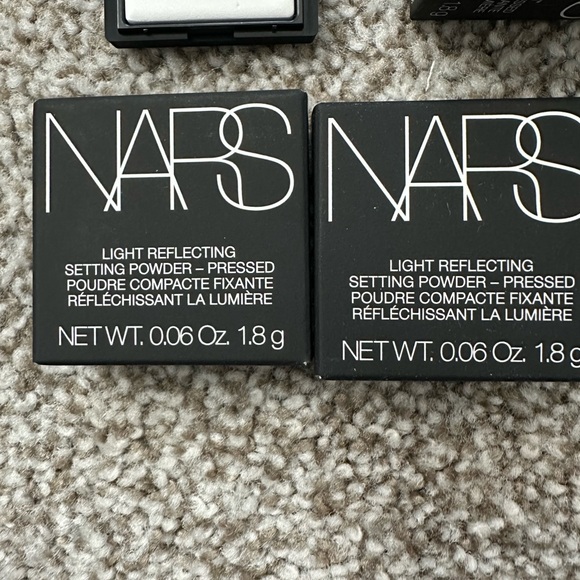 NARS
LIGHT REFLECTING
SETTING POWDER – PRESSED
POUDRE COMPACTE FIXANTE
RÉFLÉCHISSANT LA LUMIÈRE
NET WT. 0.06 Oz. 1.8 g
NARS
LIGHT REFLECTING
SETTING POWDER – PRESSED
POUDRE COMPACTE FIXANTE
RÉFLÉCHISSANT LA LUMIÈRE
NET WT. 0.06 Oz. 1.8 g